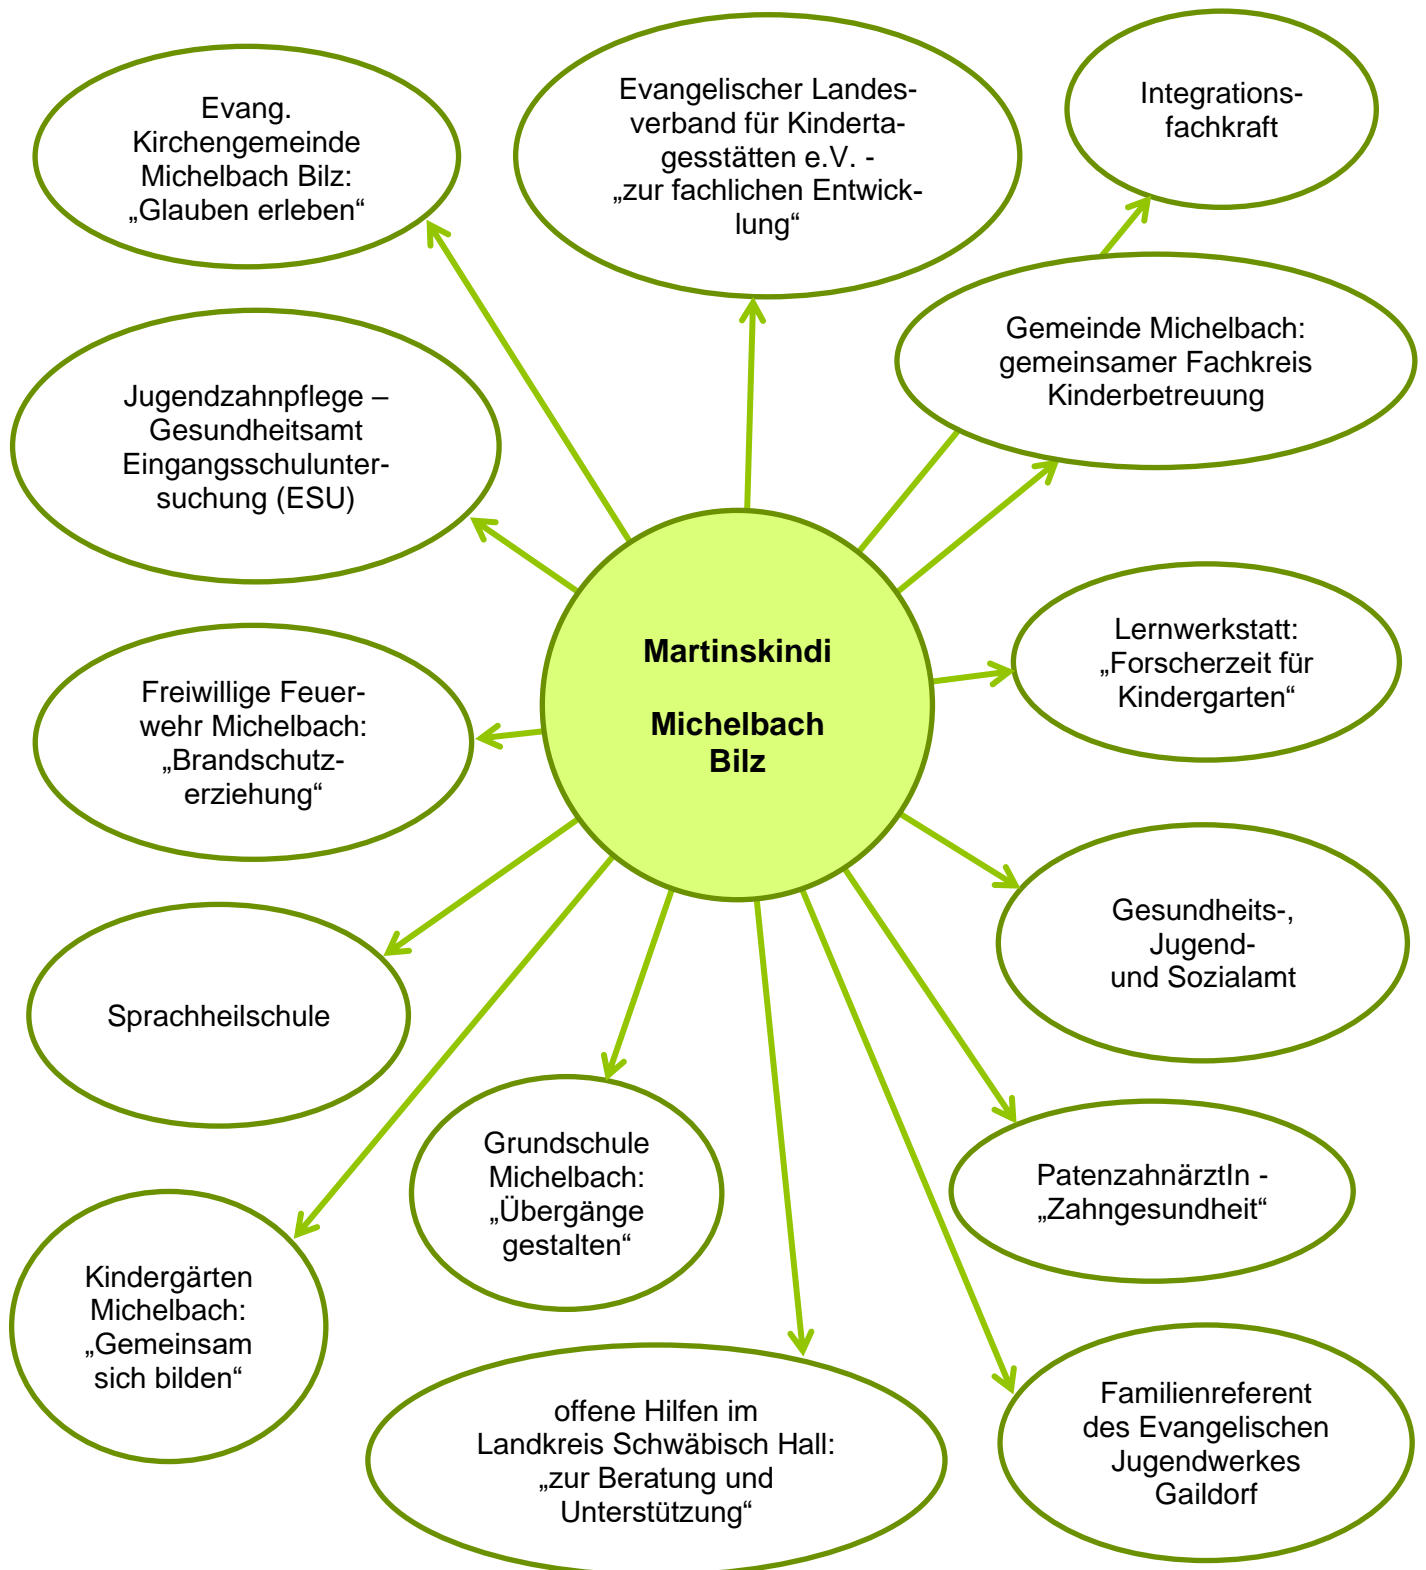 Evang.
Kirchengemeinde
Michelbach Bilz:
„Glauben erleben“
Evangelischer Landes-
verband für Kinderta-
gesstätten e.V. -
„zur fachlichen Entwick-
lung“
Integrations-
fachkraft
Gemeinde Michelbach:
gemeinsamer Fachkreis
Kinderbetreuung
Jugendzahnpflege –
Gesundheitsamt
Eingangsschulunter-
suchung (ESU)
Martinskindi
Michelbach
Bilz
Lernwerkstatt:
„Forscherzeit für
Kindergarten“
Freiwillige Feuer-
wehr Michelbach:
„Brandschutz-
erziehung“
Gesundheits-,
Jugend-
und Sozialamt
Sprachheilschule
Grundschule
Michelbach:
„Übergänge
gestalten“
PatenzahnärztIn -
„Zahngesundheit“
Kindergärten
Michelbach:
„Gemeinsam
sich bilden“
offene Hilfen im
Landkreis Schwäbisch Hall:
„zur Beratung und
Unterstützung“
Familienreferent
des Evangelischen
Jugendwerkes
Gaildorf